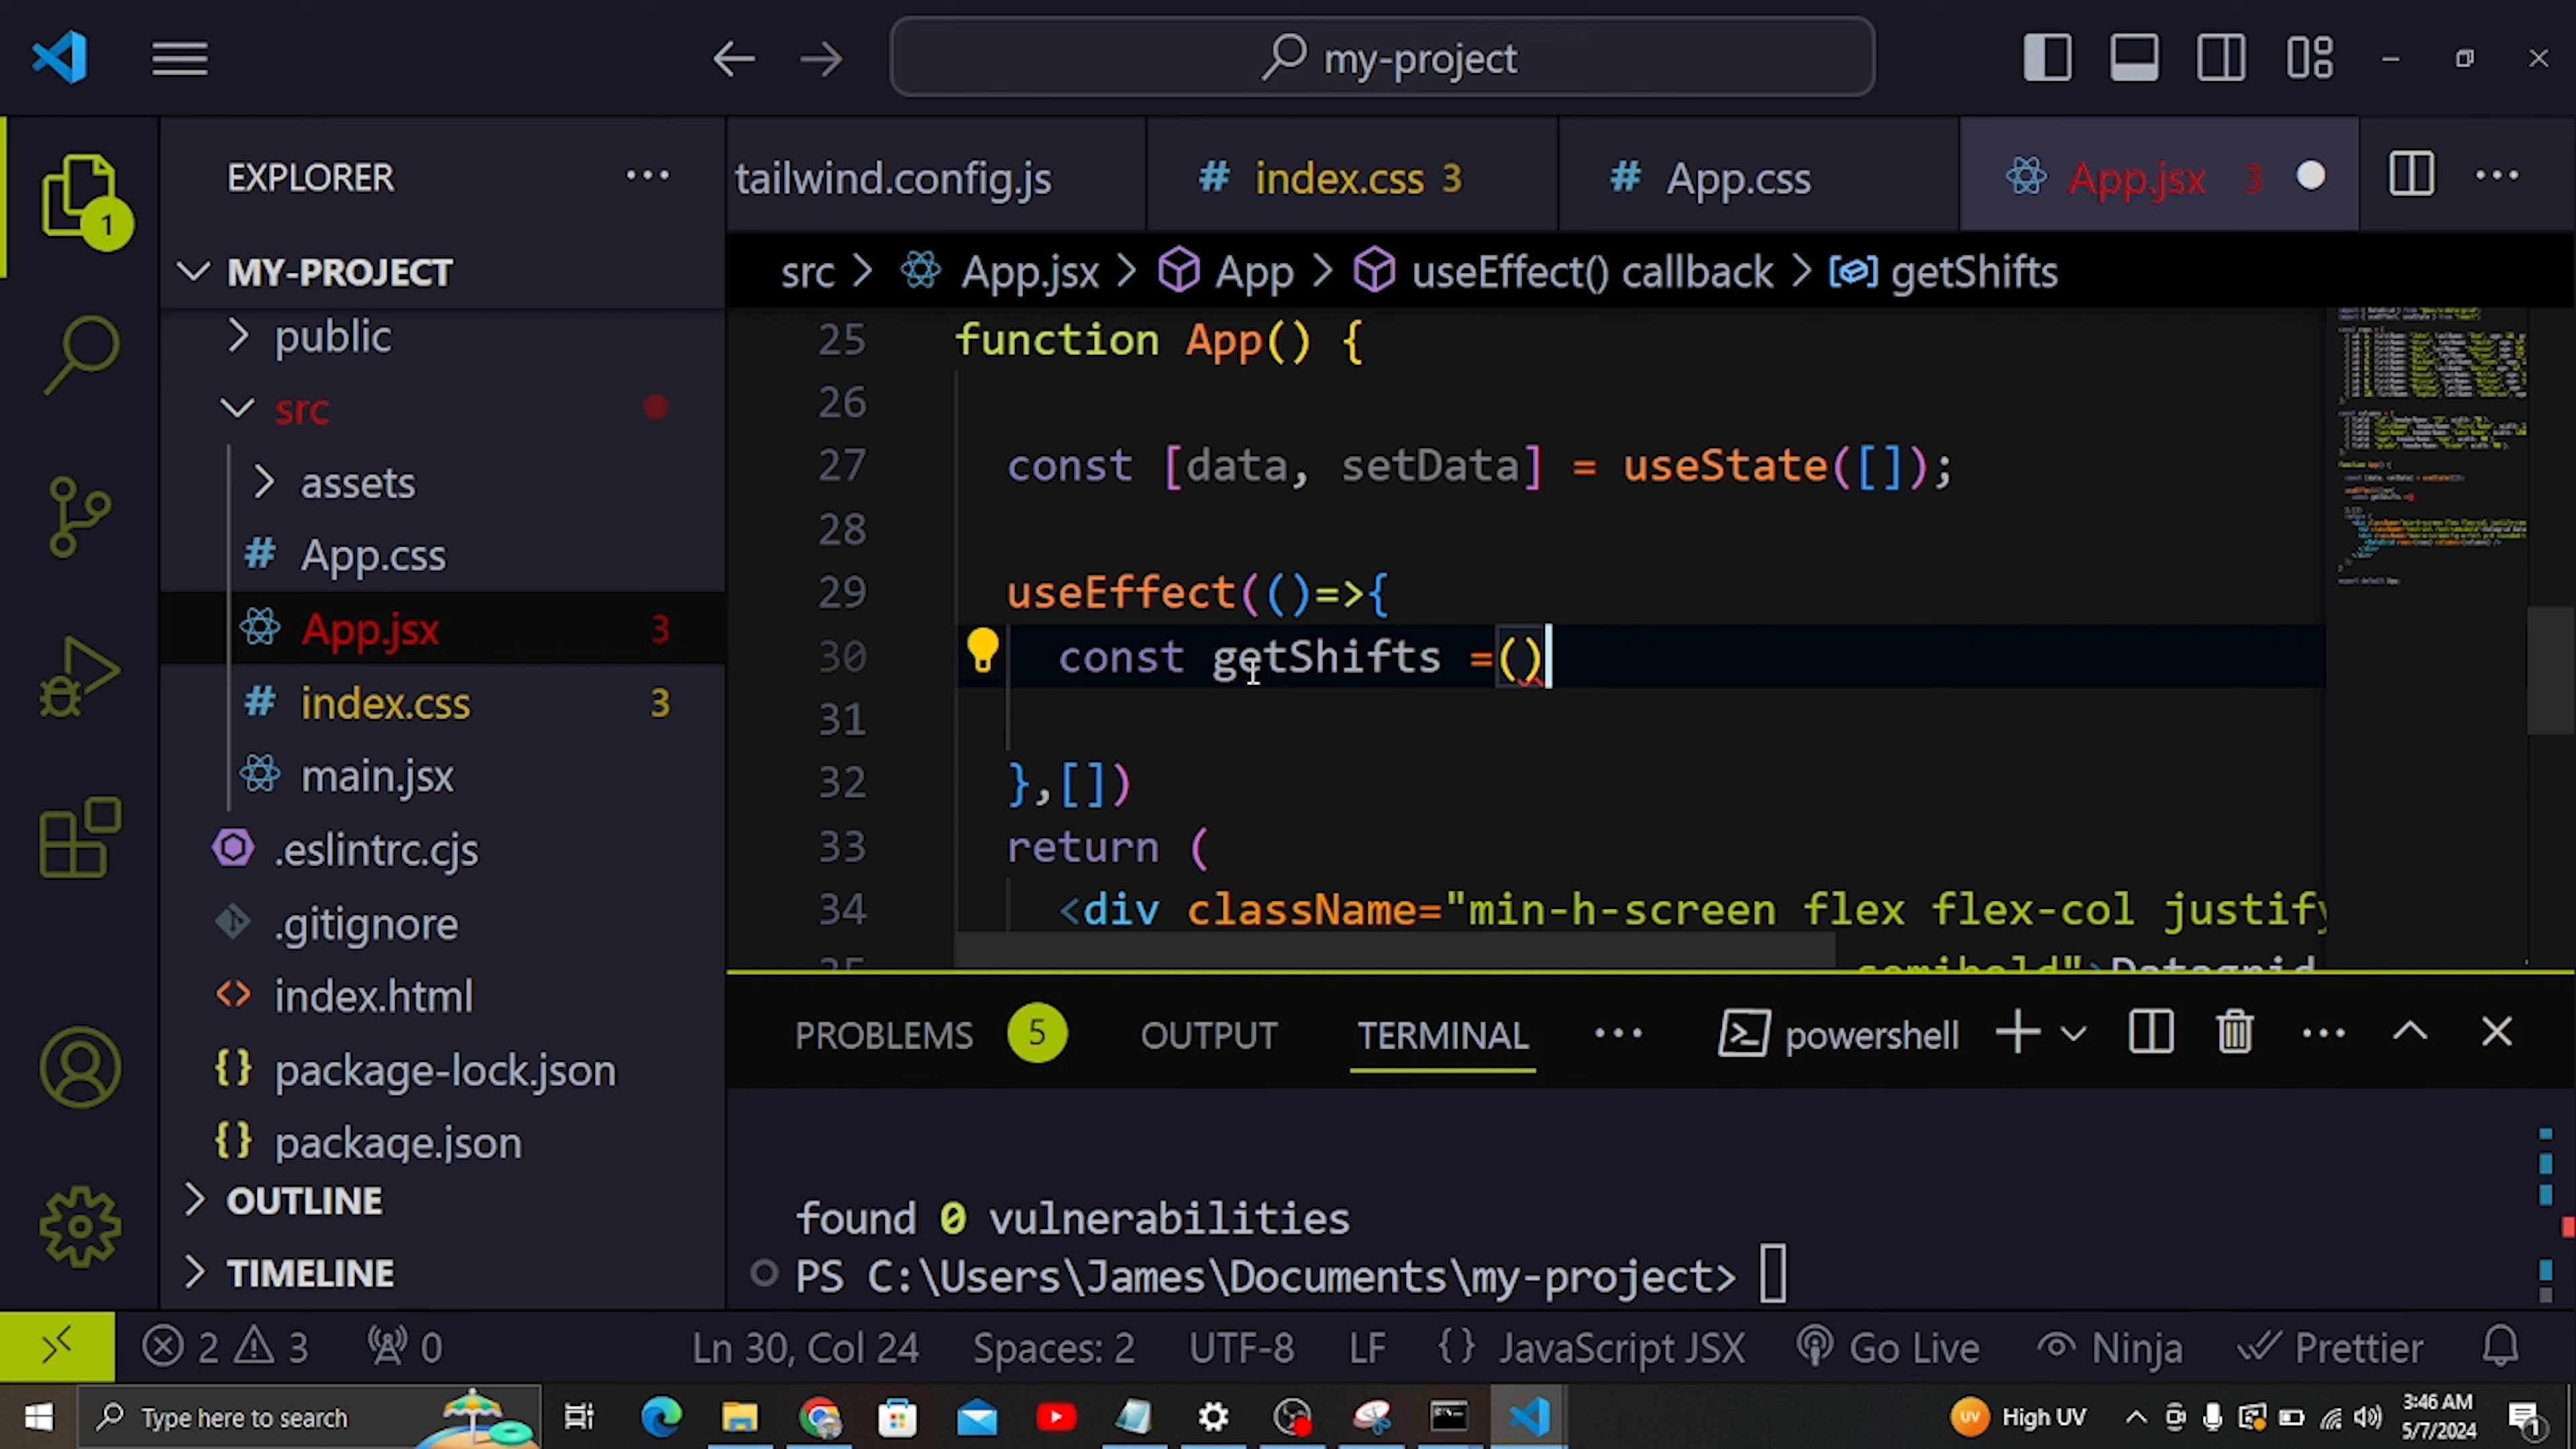 my-project
EXPLORER
tailwind.config.js
# index.css 3
# App.css
App.jsx 3
1
MY-PROJECT
src > App.jsx > App > useEffect() callback > getShifts
public
src
assets
# App.css
App.jsx 3
# index.css 3
main.jsx
.eslintrc.cjs
.gitignore
<> index.html
{} package-lock.json
{} package.json
OUTLINE
TIMELINE
25 function App() {
26
27 const [data, setData] = useState([]);
28
29 useEffect(()=>{
30 const getShifts =()
31
32 },[])
33 return (
34 <div className="min-h-screen flex flex-col justify
35 semibold">Datagrid
PROBLEMS 5 OUTPUT TERMINAL ... powershell
found 0 vulnerabilities
PS C:\Users\James\Documents\my-project>
2 3 0 Ln 30, Col 24 Spaces: 2 UTF-8 LF {} JavaScript JSX Go Live Ninja Prettier
Type here to search
UV High UV
3:46 AM
5/7/2024
1